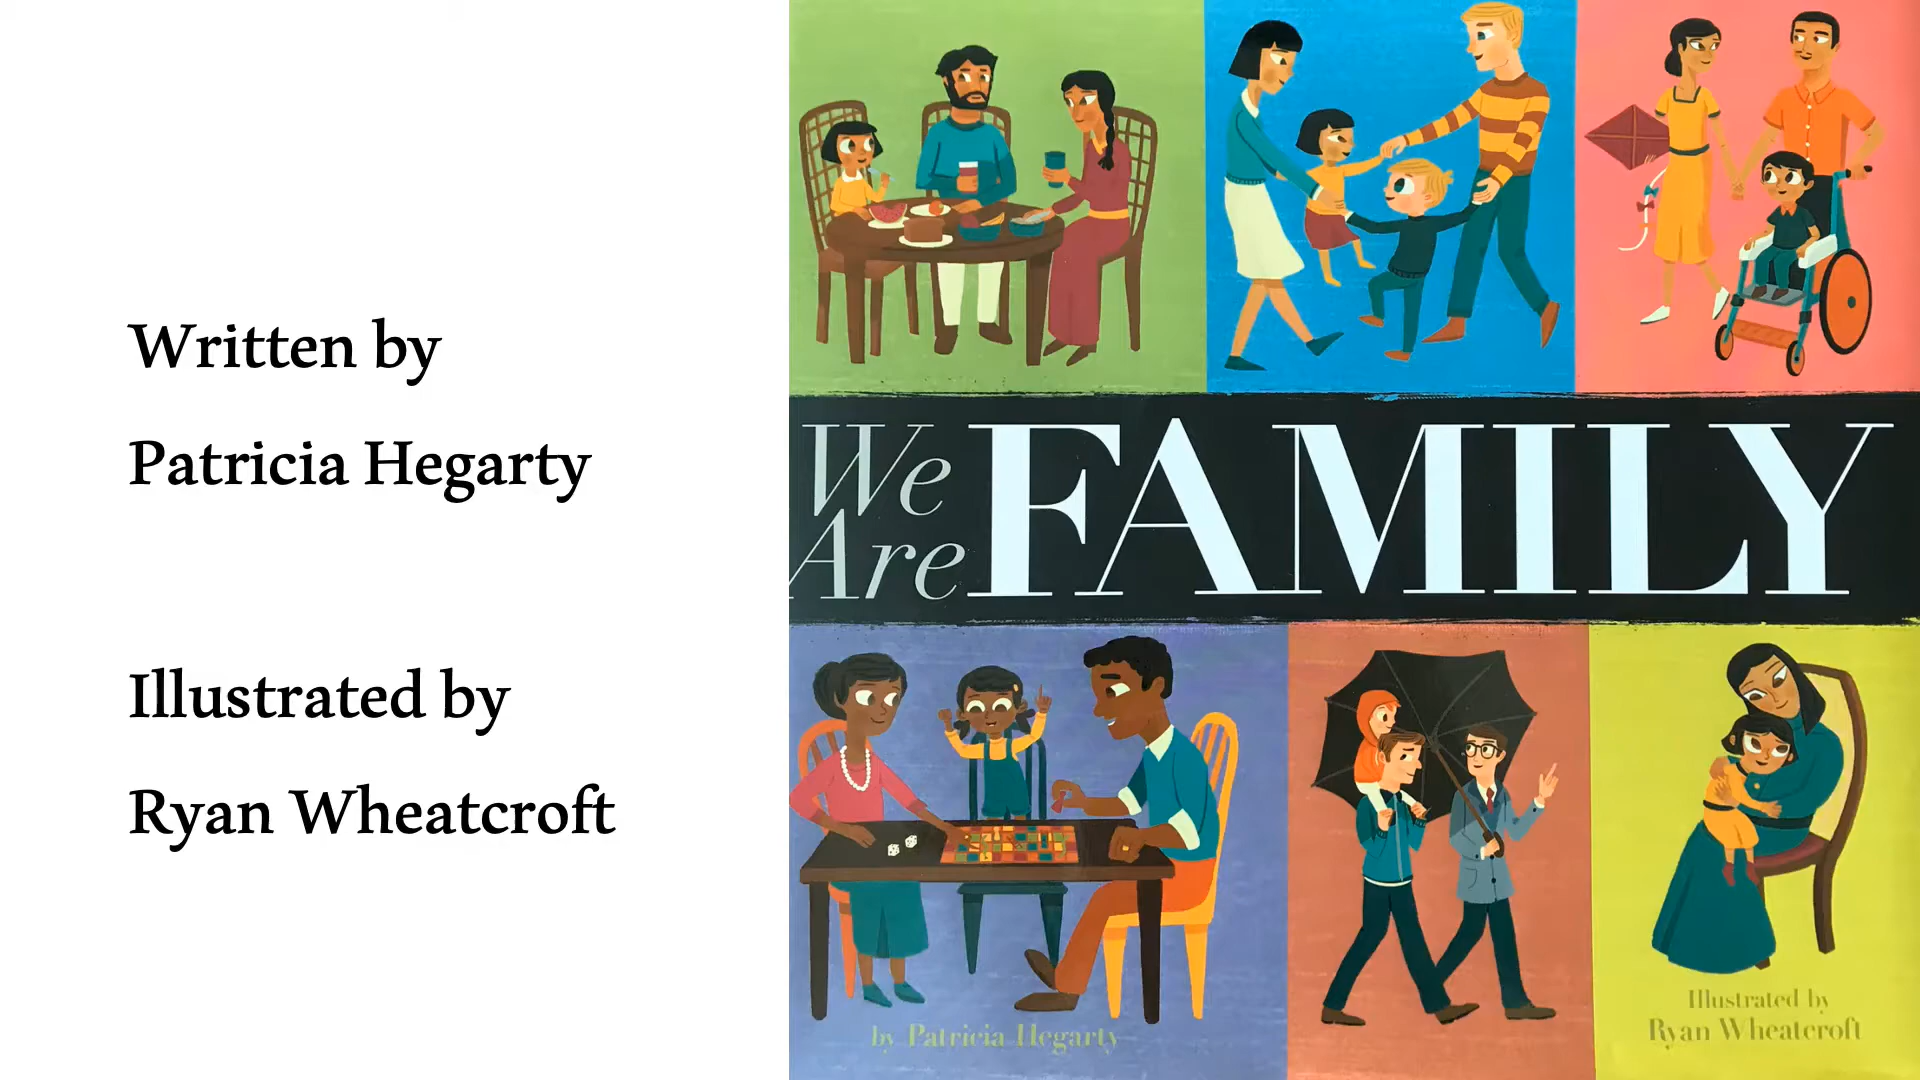 Written by
Patricia Hegarty
Illustrated by
Ryan Wheatcroft
We
Are
FAMILY
by Patricia Hegarty
Illustrated by
Ryan Wheatcroft